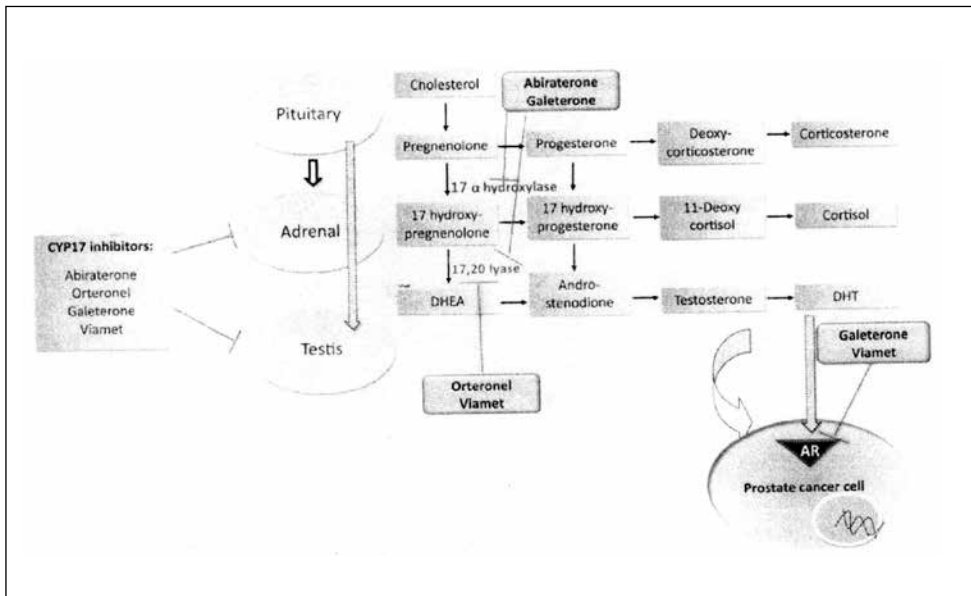 Pituitary
Adrenal
Testis
CYP17 inhibitors:
Abiraterone
Orteronel
Galeterone
Viamet
Cholesterol
Abiraterone
Galeterone
Pregnenolone
Progesterone
Deoxy-
corticosterone
Corticosterone
17 α hydroxylase
17 hydroxy-
pregnenolone
17 hydroxy-
progesterone
11-Deoxy
cortisol
Cortisol
17,20 lyase
DHEA
Andro-
stenodione
Testosterone
DHT
Orteronel
Viamet
Galeterone
Viamet
AR
Prostate cancer cell